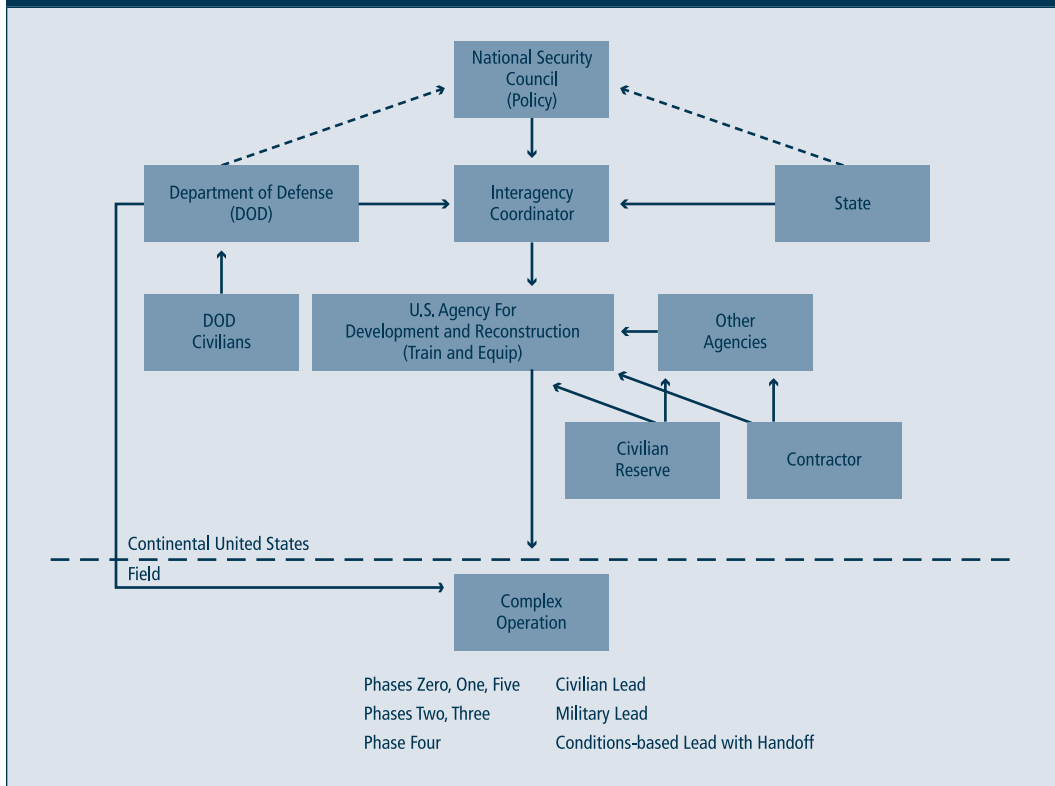 National Security
Council
(Policy)
Department of Defense
(DOD)
Interagency
Coordinator
State
DOD
Civilians
U.S. Agency For
Development and Reconstruction
(Train and Equip)
Other
Agencies
Civilian
Reserve
Contractor
Continental United States
Field
Complex
Operation
Phases Zero, One, Five Civilian Lead
Phases Two, Three Military Lead
Phase Four Conditions-based Lead with Handoff